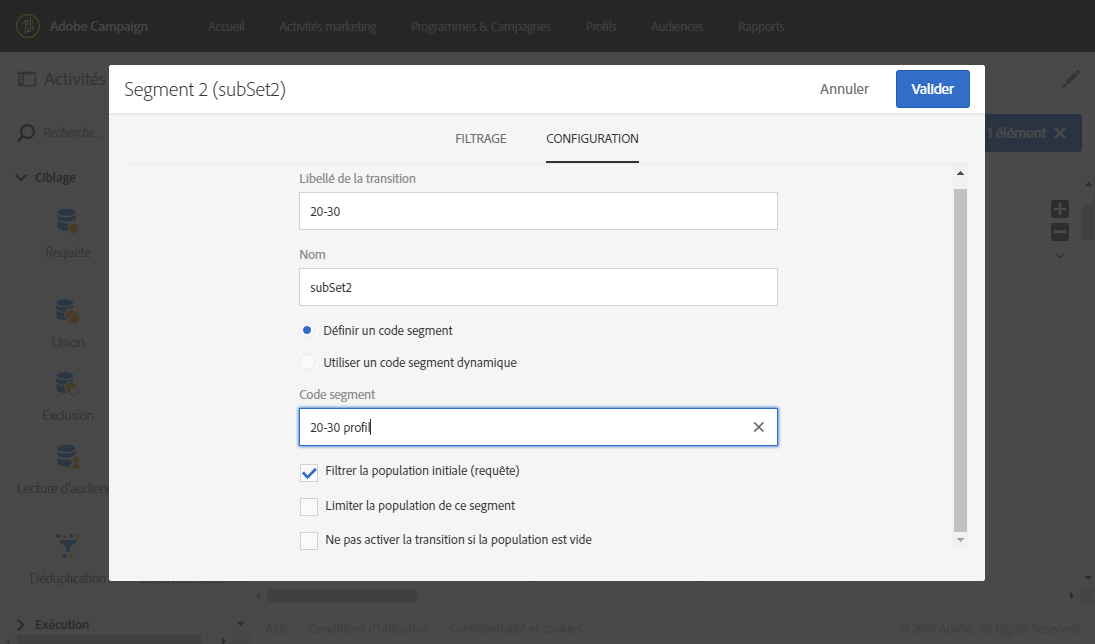 Adobe Campaign
Accueil
Activités marketing
Programmes & Campagnes
Profils
Audiences
Rapports
Activités
Recherche...
1 élément
Segment 2 (subSet2)
Annuler
Valider
FILTRAGE
CONFIGURATION
Libellé de la transition
20-30
Nom
subSet2
Définir un code segment
Utiliser un code segment dynamique
Code segment
20-30 profil
Filtrer la population initiale (requête)
Limiter la population de ce segment
Ne pas activer la transition si la population est vide
Ciblage
Requête
Union
Exclusion
Lecture d'audien
Déduplication
Exécution
Aide
Conditions d'utilisation
Confidentialité et cookies
© 2019 Adobe. All Rights Reserved.